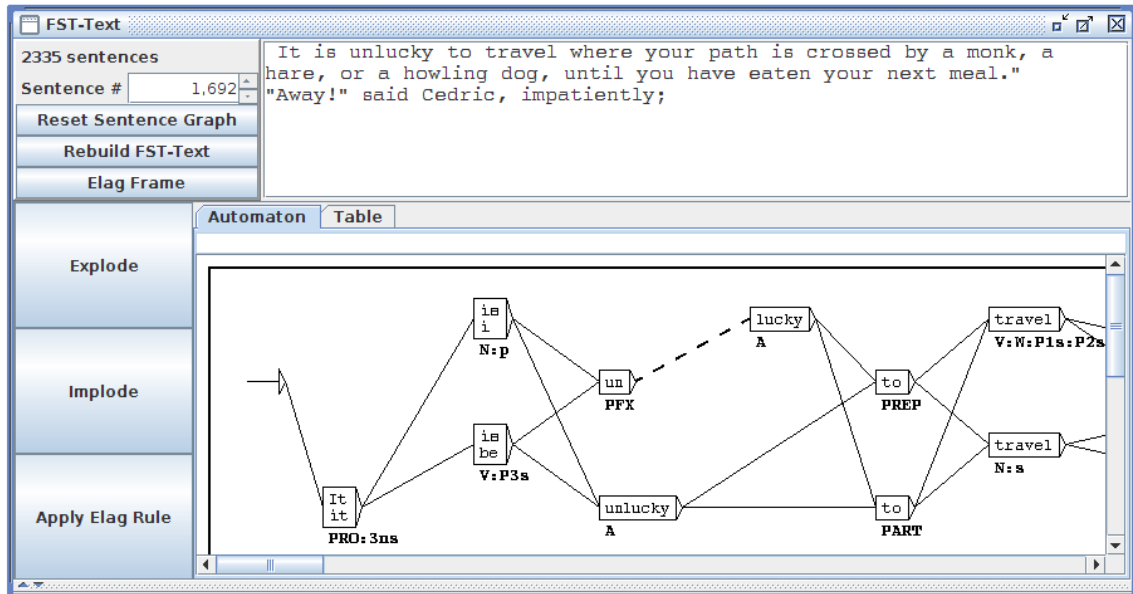 FST-Text
2335 sentences
Sentence # 1,692
Reset Sentence Graph
Rebuild FST-Text
Elag Frame
It is unlucky to travel where your path is crossed by a monk, a
hare, or a howling dog, until you have eaten your next meal."
"Away!" said Cedric, impatiently;
Explode
Implode
Apply Elag Rule
Automaton Table
is
i
N:p
is
be
V:P3s
It
it
PRO:3ns
un
PFX
unlucky
A
lucky
A
to
PREP
to
PART
travel
V:W:P1s:P2s
travel
N:s